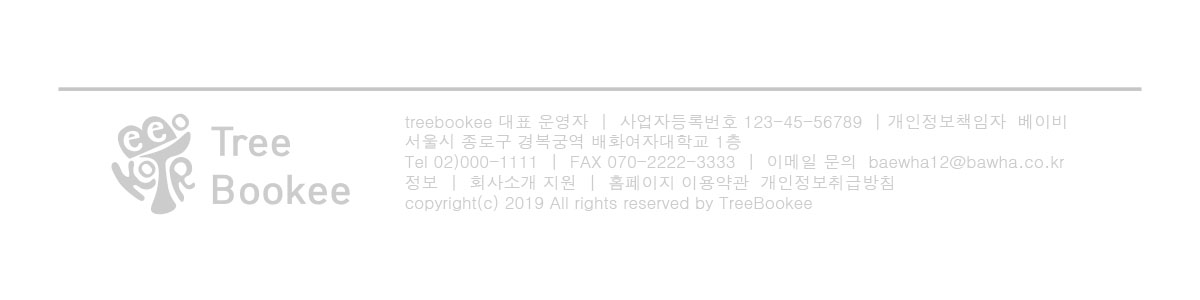 Tree
Bookee
treebookee 대표 운영자 | 사업자등록번호 123-45-56789 | 개인정보책임자 베이비
서울시 종로구 경복궁역 배화여자대학교 1층
Tel 02)000-1111 | FAX 070-2222-3333 | 이메일 문의 baewha12@bawha.co.kr
정보 | 회사소개 지원 | 홈페이지 이용약관 개인정보취급방침
copyright(c) 2019 All rights reserved by TreeBookee